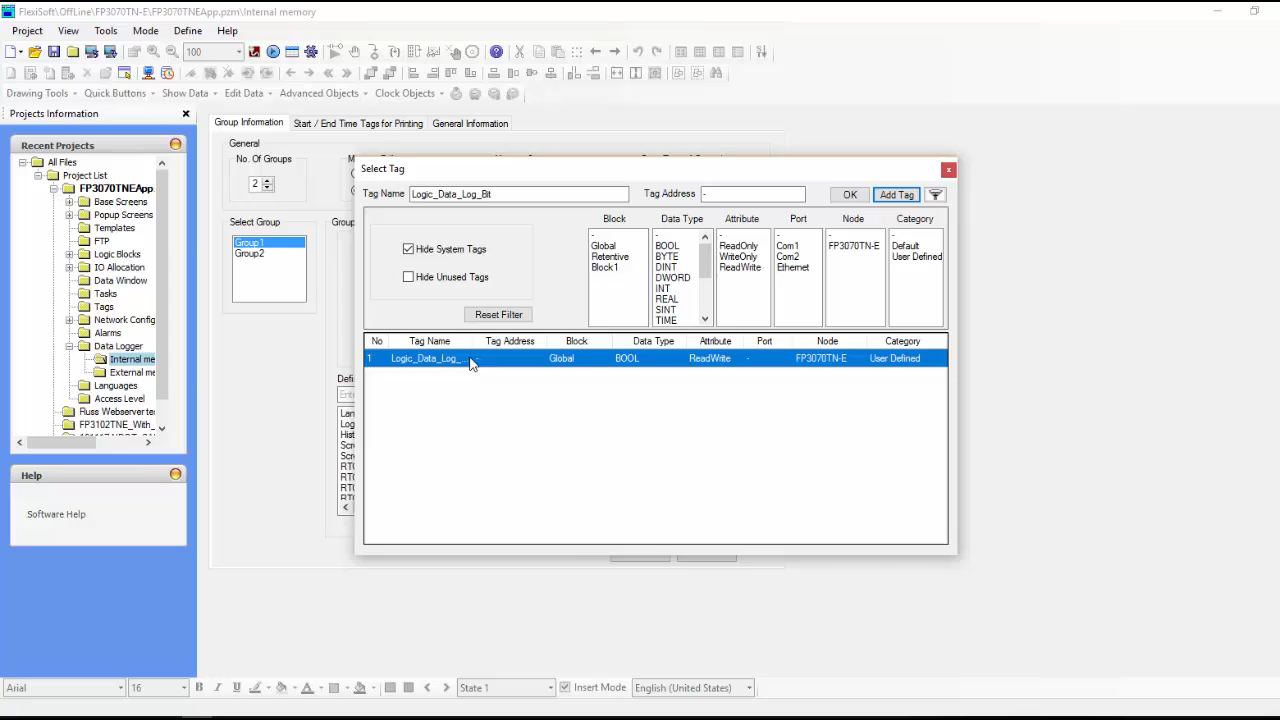 FlexiSoft\OffLine\FP3070TN-E\FP3070TNEApp.pzm\Internal memory
Project View Tools Mode Define Help
100
Drawing Tools Quick Buttons Show Data Edit Data Advanced Objects Clock Objects
Projects Information
Recent Projects
All Files
Project List
FP3070TNEApp.
Base Screens
Popup Screens
Templates
FTP
Logic Blocks
IO Allocation
Data Window
Tasks
Tags
Network Config
Alarms
Data Logger
Internal me
External me
Languages
Access Level
Russ Webserver te
FP3102TNE_With_
Help
Software Help
Group Information Start / End Time Tags for Printing General Information
General
No. Of Groups
2
Select Group
Group1
Group2
Select Tag
Tag Name Logic_Data_Log_Bit Tag Address - OK Add Tag
Hide System Tags
Hide Unused Tags
Reset Filter
Block Data Type Attribute Port Node Category
- - - - -
Global BOOL ReadOnly Com1 FP3070TN-E Default
Retentive BYTE WriteOnly Com2 User Defined
Block1 DINT ReadWrite Ethernet
DWORD
INT
REAL
SINT
TIME
No Tag Name Tag Address Block Data Type Attribute Port Node Category
1 Logic_Data_Log_... - Global BOOL ReadWrite - FP3070TN-E User Defined
Arial 16 B I U A State 1 Insert Mode English (United States)